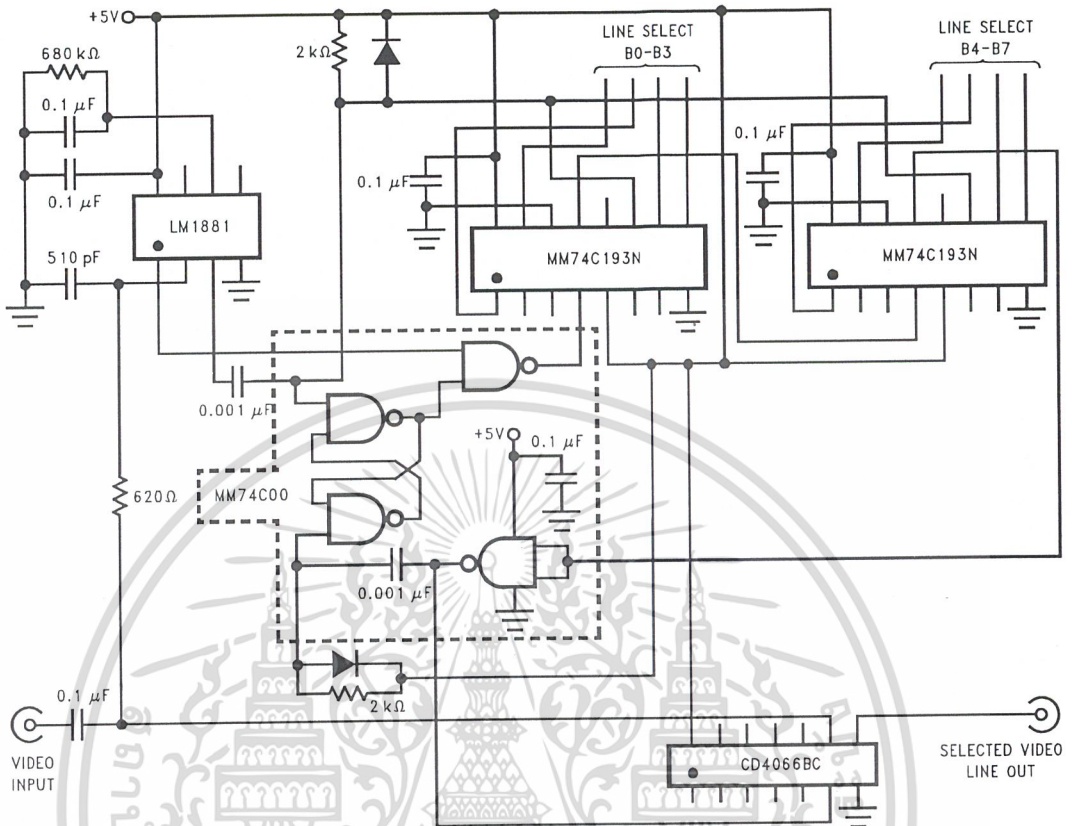 +5V
680 kΩ
2 kΩ
LINE SELECT
B0-B3
LINE SELECT
B4-B7
0.1 μF
0.1 μF
0.1 μF
0.1 μF
LM1881
510 pF
MM74C193N
MM74C193N
0.001 μF
+5V
0.1 μF
620Ω
MM74C00
0.001 μF
2 kΩ
0.1 μF
VIDEO
INPUT
CD4066BC
SELECTED VIDEO
LINE OUT